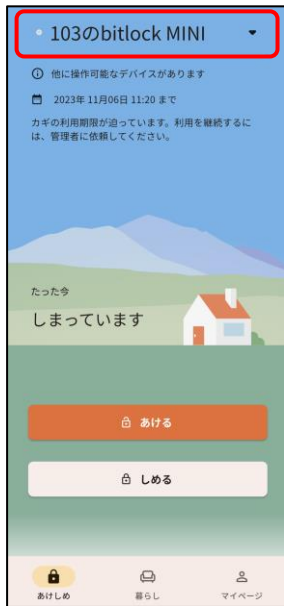 103のbitlock MINI
他に操作可能なデバイスがあります
2023年 11月06日 11:20 まで
カギの利用期限が迫っています。利用を継続するに
は、管理者に依頼してください。
たった今
しまっています
あける
しめる
あけしめ
暮らし
マイページ